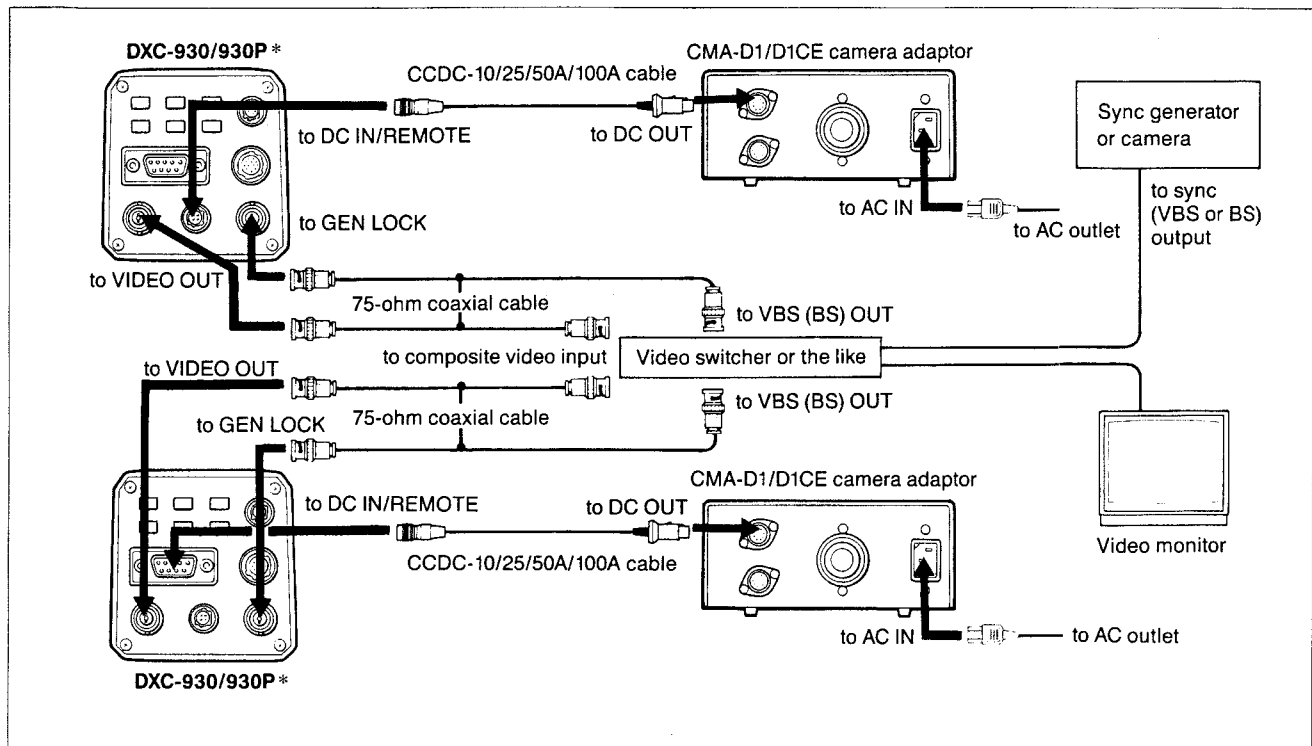 DXC-930/930P *
CMA-D1/D1CE camera adaptor
CCDC-10/25/50A/100A cable
to DC IN/REMOTE
to DC OUT
Sync generator
or camera
to GEN LOCK
to AC IN
to AC outlet
to sync
(VBS or BS)
output
to VIDEO OUT
75-ohm coaxial cable
to VBS (BS) OUT
to composite video input
Video switcher or the like
to VIDEO OUT
75-ohm coaxial cable
to VBS (BS) OUT
to GEN LOCK
CMA-D1/D1CE camera adaptor
to DC IN/REMOTE
to DC OUT
Video monitor
CCDC-10/25/50A/100A cable
to AC IN
to AC outlet
DXC-930/930P *